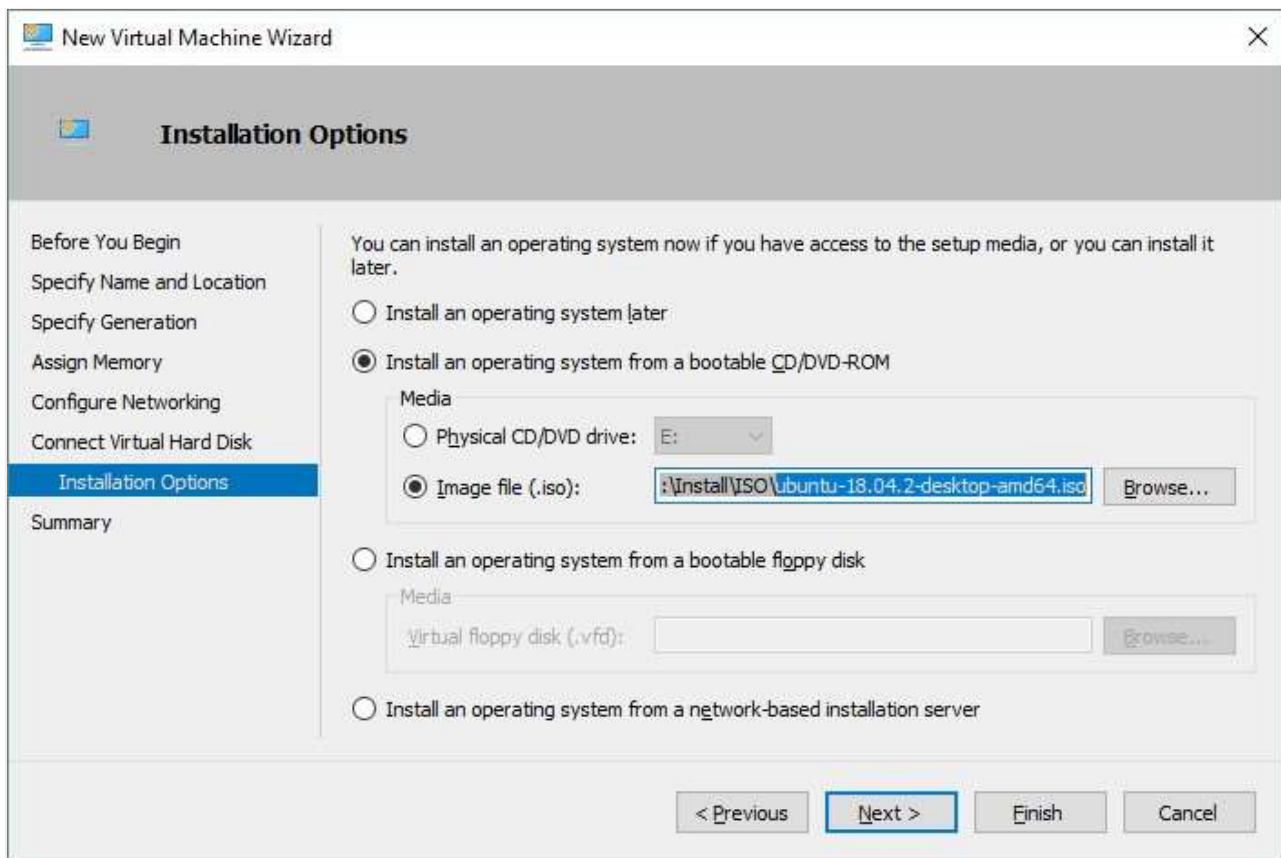 New Virtual Machine Wizard
Installation Options
Before You Begin
Specify Name and Location
Specify Generation
Assign Memory
Configure Networking
Connect Virtual Hard Disk
Installation Options
Summary
You can install an operating system now if you have access to the setup media, or you can install it
later.
Install an operating system later
Install an operating system from a bootable CD/DVD-ROM
Media
Physical CD/DVD drive: E:
Image file (.iso): :\Install\ISO\ubuntu-18.04.2-desktop-amd64.iso Browse...
Install an operating system from a bootable floppy disk
Media
Virtual floppy disk (.vfd): Browse...
Install an operating system from a network-based installation server
< Previous Next > Finish Cancel